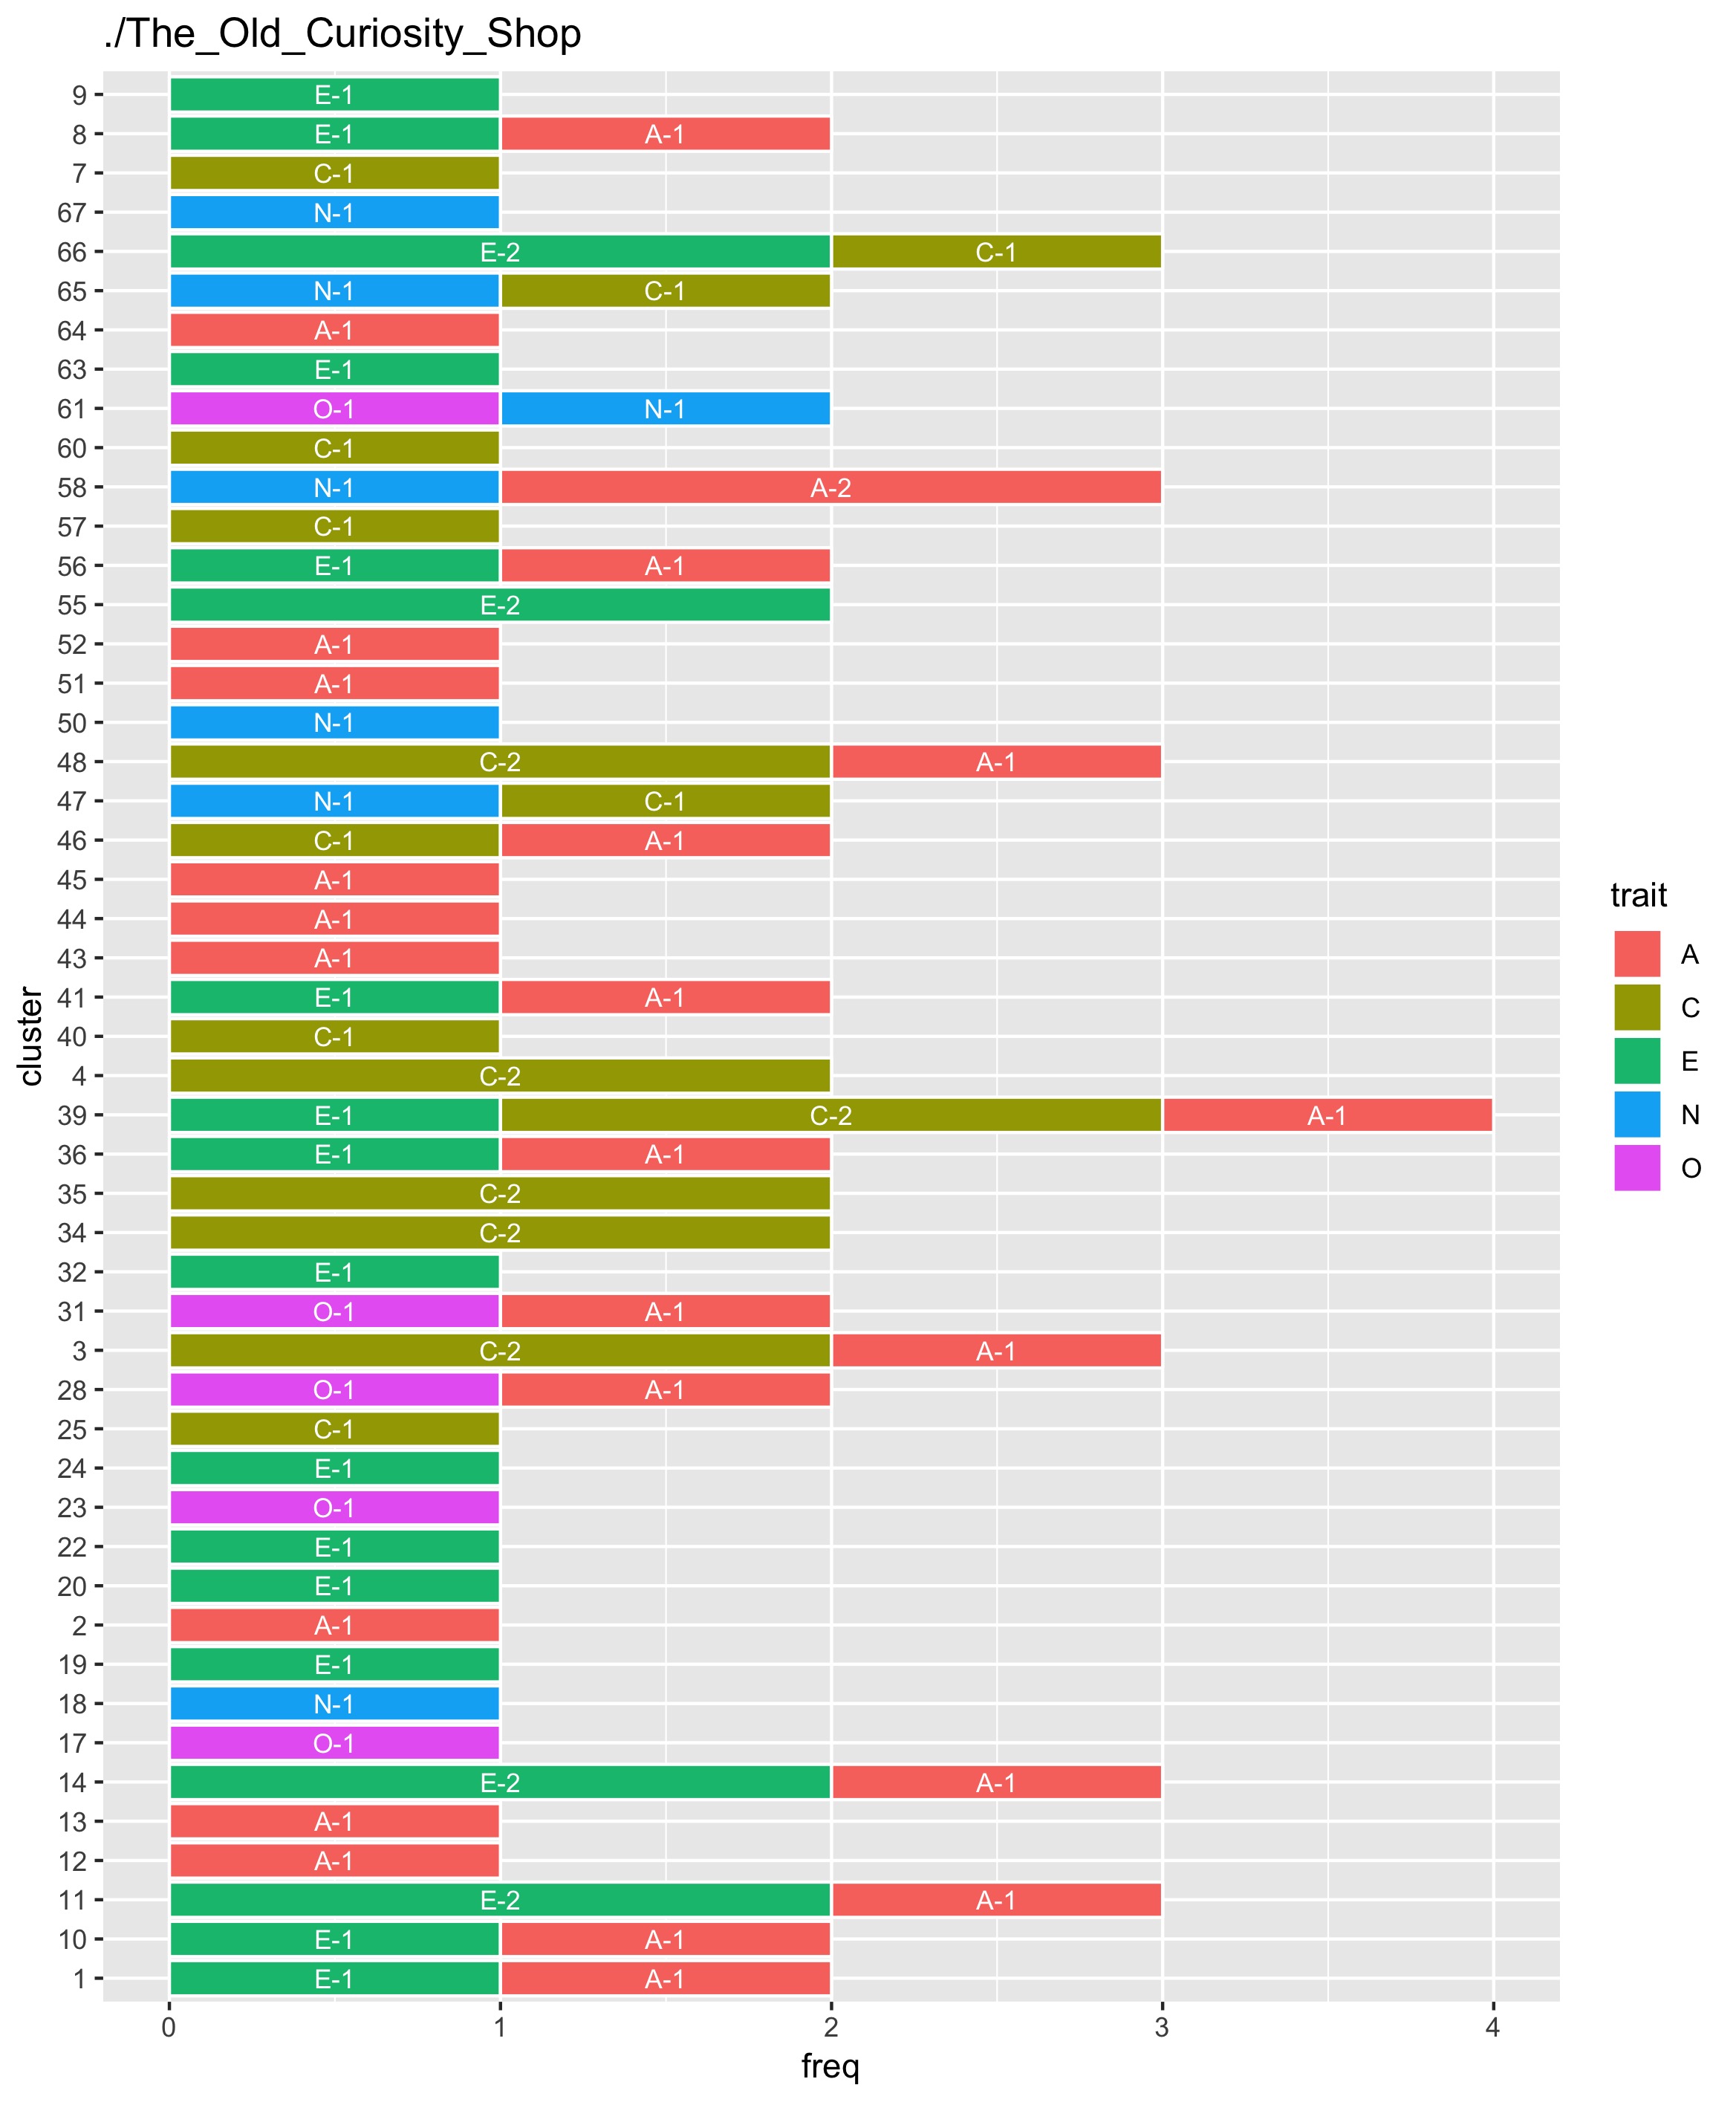 ./The_Old_Curiosity_Shop
9 E-1
8 E-1 A-1
7 C-1
67 N-1
66 E-2 C-1
65 N-1 C-1
64 A-1
63 E-1
61 O-1 N-1
60 C-1
58 N-1 A-2
57 C-1
56 E-1 A-1
55 E-2
52 A-1
51 A-1
50 N-1
48 C-2 A-1
47 N-1 C-1
46 C-1 A-1
45 A-1
44 A-1
43 A-1
41 E-1 A-1
40 C-1
4 C-2
39 E-1 C-2 A-1
36 E-1 A-1
35 C-2
34 C-2
32 E-1
31 O-1 A-1
3 C-2 A-1
28 O-1 A-1
25 C-1
24 E-1
23 O-1
22 E-1
20 E-1
2 A-1
19 E-1
18 N-1
17 O-1
14 E-2 A-1
13 A-1
12 A-1
11 E-2 A-1
10 E-1 A-1
1 E-1 A-1
0 1 2 3 4
freq
cluster
trait
A
C
E
N
O